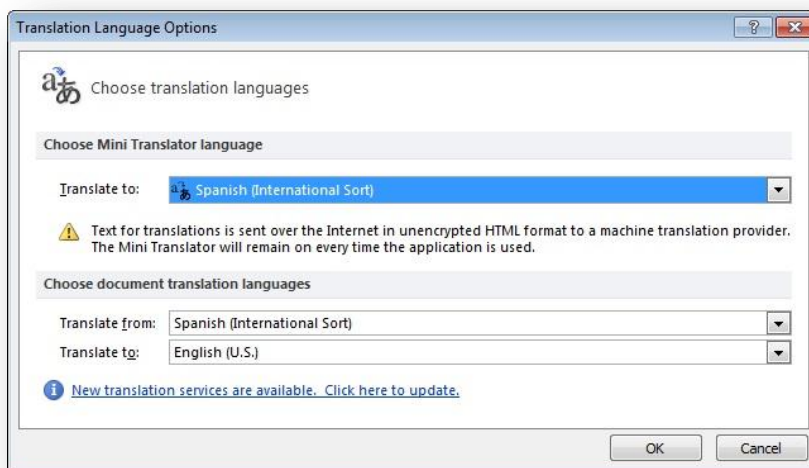 Translation Language Options
Choose translation languages
Choose Mini Translator language
Translate to: Spanish (International Sort)
Text for translations is sent over the Internet in unencrypted HTML format to a machine translation provider.
The Mini Translator will remain on every time the application is used.
Choose document translation languages
Translate from: Spanish (International Sort)
Translate to: English (U.S.)
New translation services are available. Click here to update.
OK Cancel